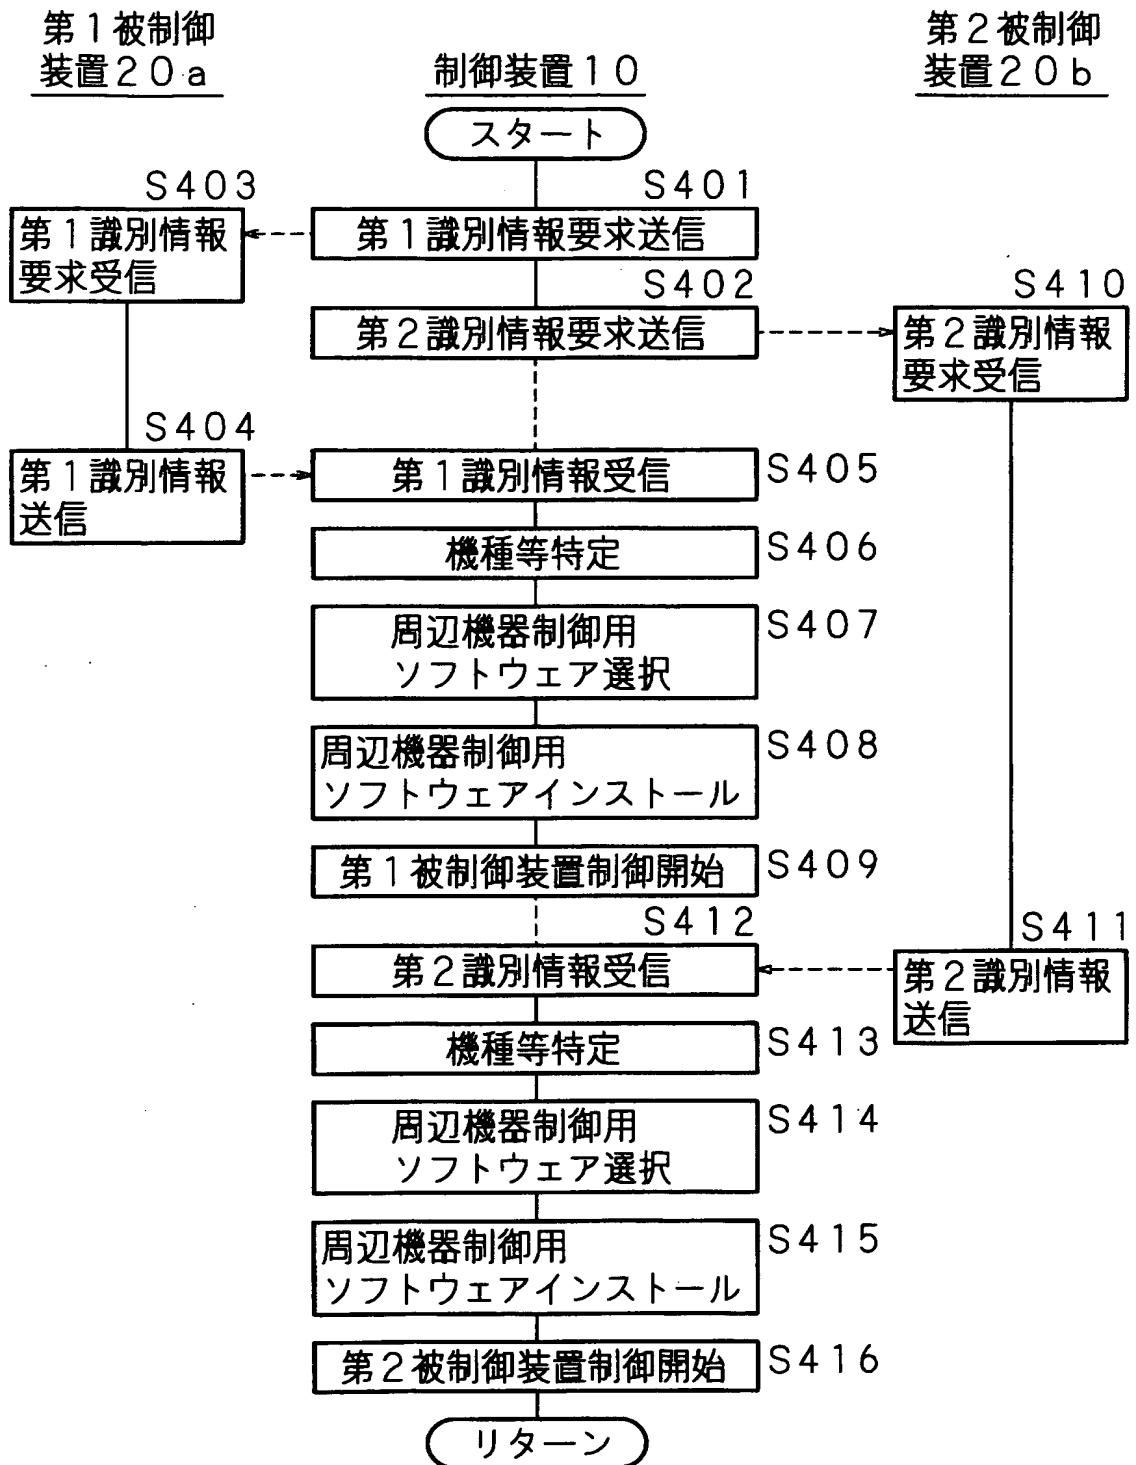 第１被制御
装置２０ａ
制御装置１０
第２被制御
装置２０ｂ
スタート
Ｓ４０３
第１識別情報
要求受信
Ｓ４０１
第１識別情報要求送信
Ｓ４０２
第２識別情報要求送信
Ｓ４１０
第２識別情報
要求受信
Ｓ４０４
第１識別情報
送信
第１識別情報受信
Ｓ４０５
機種等特定
Ｓ４０６
周辺機器制御用
ソフトウェア選択
Ｓ４０７
周辺機器制御用
ソフトウェアインストール
Ｓ４０８
第１被制御装置制御開始
Ｓ４０９
Ｓ４１２
第２識別情報受信
Ｓ４１１
第２識別情報
送信
機種等特定
Ｓ４１３
周辺機器制御用
ソフトウェア選択
Ｓ４１４
周辺機器制御用
ソフトウェアインストール
Ｓ４１５
第２被制御装置制御開始
Ｓ４１６
リターン